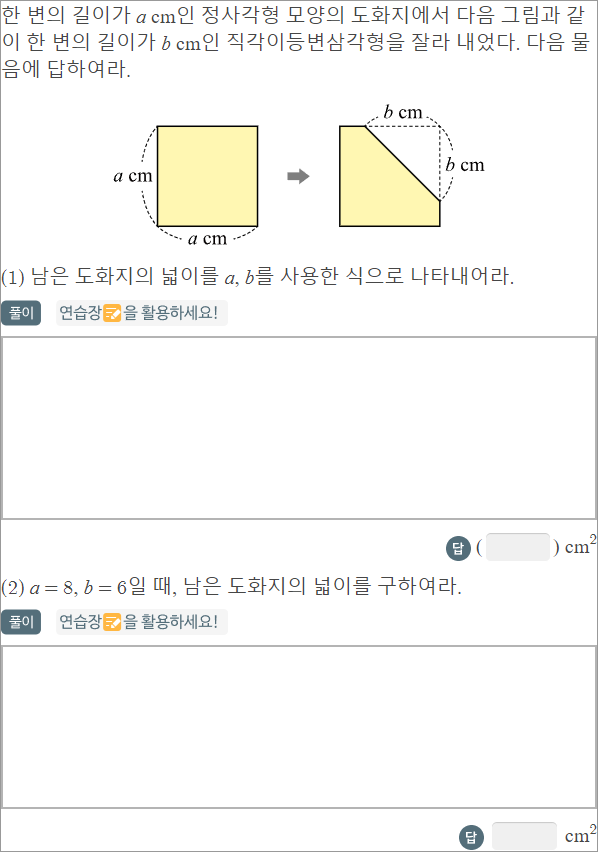 한 변의 길이가 a cm인 정사각형 모양의 도화지에서 다음 그림과 같
이 한 변의 길이가 b cm인 직각이등변삼각형을 잘라 내었다. 다음 물
음에 답하여라.
b cm
a cm
b cm
a cm
(1) 남은 도화지의 넓이를 a, b를 사용한 식으로 나타내어라.
풀이 연습장을 활용하세요!
답 ( ) cm²
(2) a = 8, b = 6일 때, 남은 도화지의 넓이를 구하여라.
풀이 연습장을 활용하세요!
답 cm²